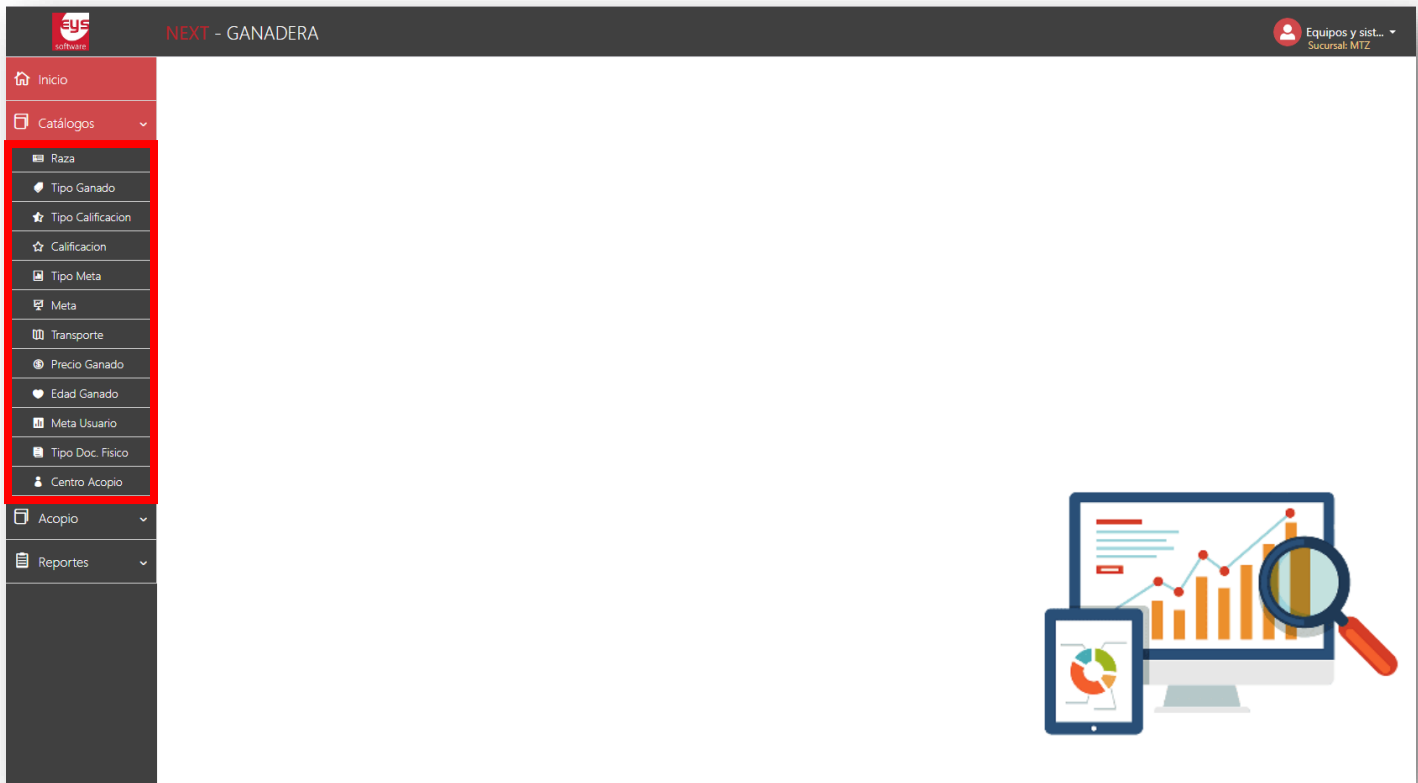 eys
software
NEXT - GANADERA
Equipos y sist...
Sucursal: MTZ
Inicio
Catálogos
Raza
Tipo Ganado
Tipo Calificacion
Calificacion
Tipo Meta
Meta
Transporte
Precio Ganado
Edad Ganado
Meta Usuario
Tipo Doc. Fisico
Centro Acopio
Acopio
Reportes